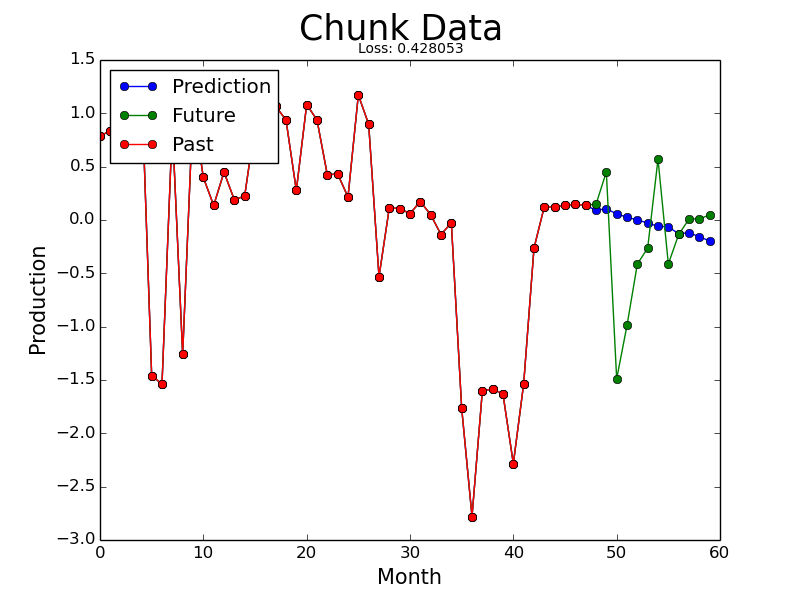 Chunk Data
Loss: 0.428053
Prediction
Future
Past
Production
1.5
1.0
0.5
0.0
−0.5
−1.0
−1.5
−2.0
−2.5
−3.0
0 10 20 30 40 50 60
Month